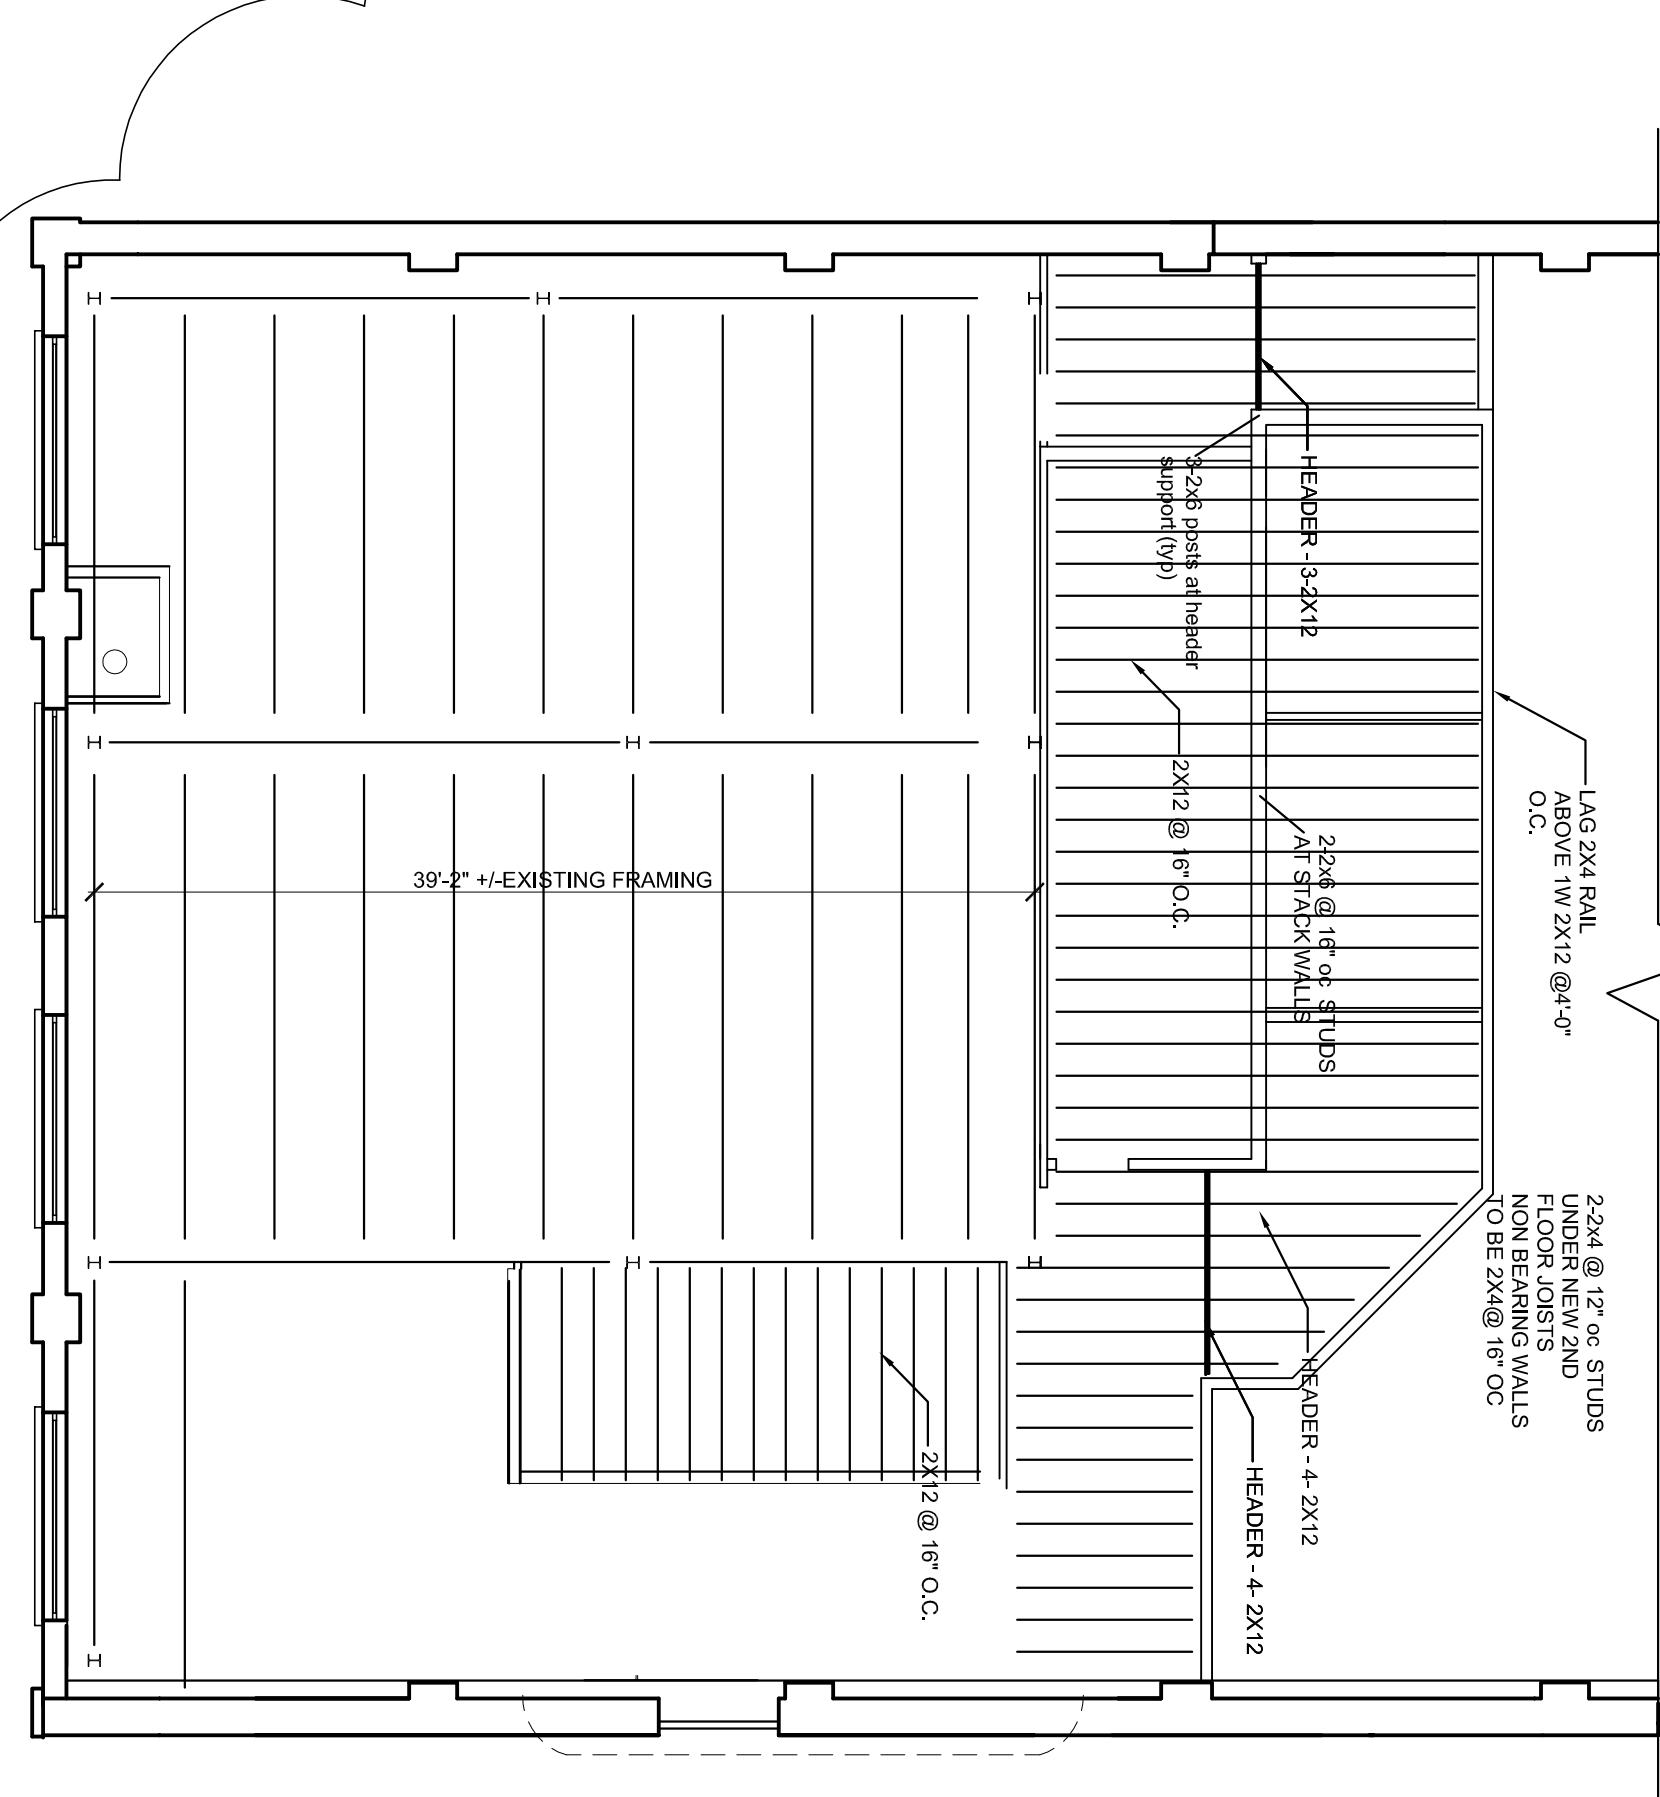 HEADER - 3-2X12
3-2x6 posts at header
support (typ)
LAG 2X4 RAIL
ABOVE 1W 2X12 @4'-0"
O.C.
2X12 @ 16" O.C.
2-2x6 @ 16" oc STUDS
AT STACK WALLS
39'-2" +/-EXISTING FRAMING
2-2x4 @ 12" oc STUDS
UNDER NEW 2ND
FLOOR JOISTS
NON BEARING WALLS
TO BE 2X4@ 16" OC
HEADER - 4- 2X12
HEADER - 4- 2X12
2X12 @ 16" O.C.